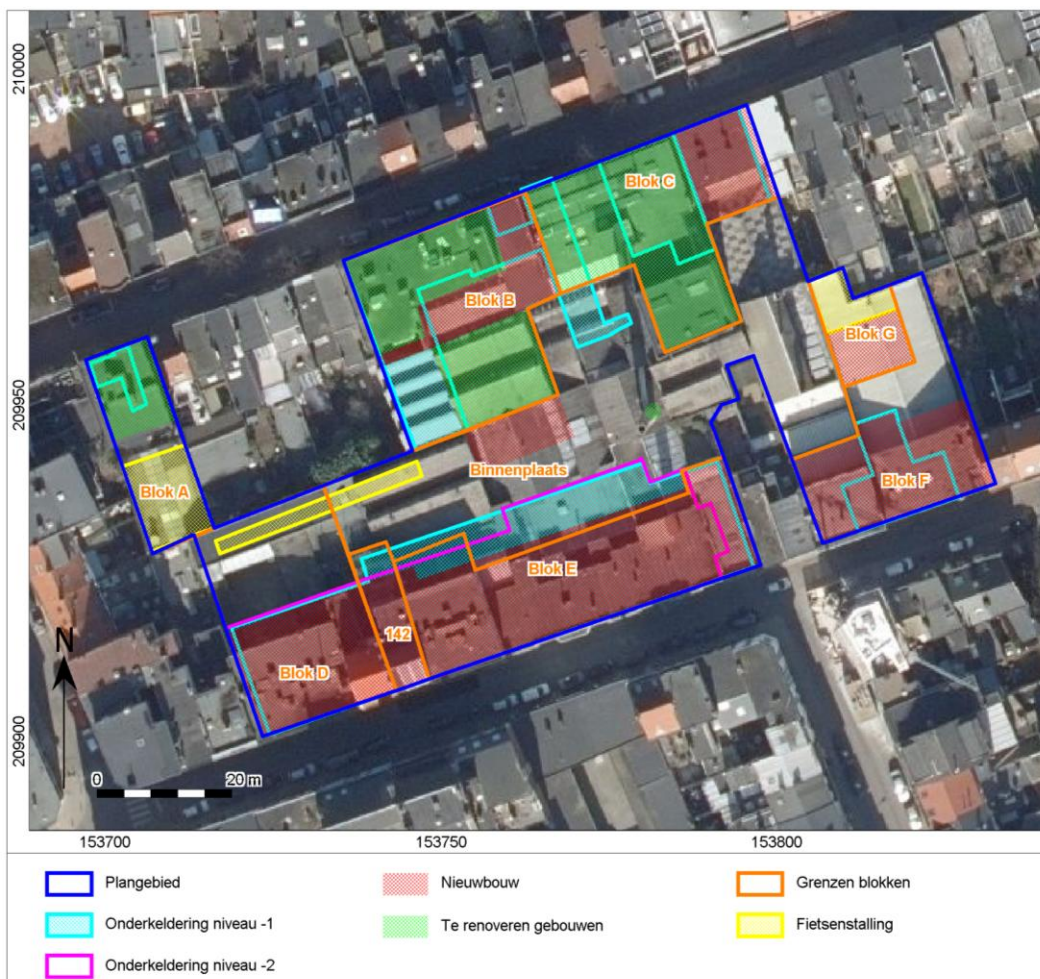 210000
209950
209900
Blok C
Blok B
Blok G
Blok A
Binnenplaats
Blok F
Blok E
142
Blok D
N
0 20 m
153700 153750 153800
Plangebied Nieuwbouw Grenzen blokken
Onderkeldering niveau -1 Te renoveren gebouwen Fietsenstalling
Onderkeldering niveau -2